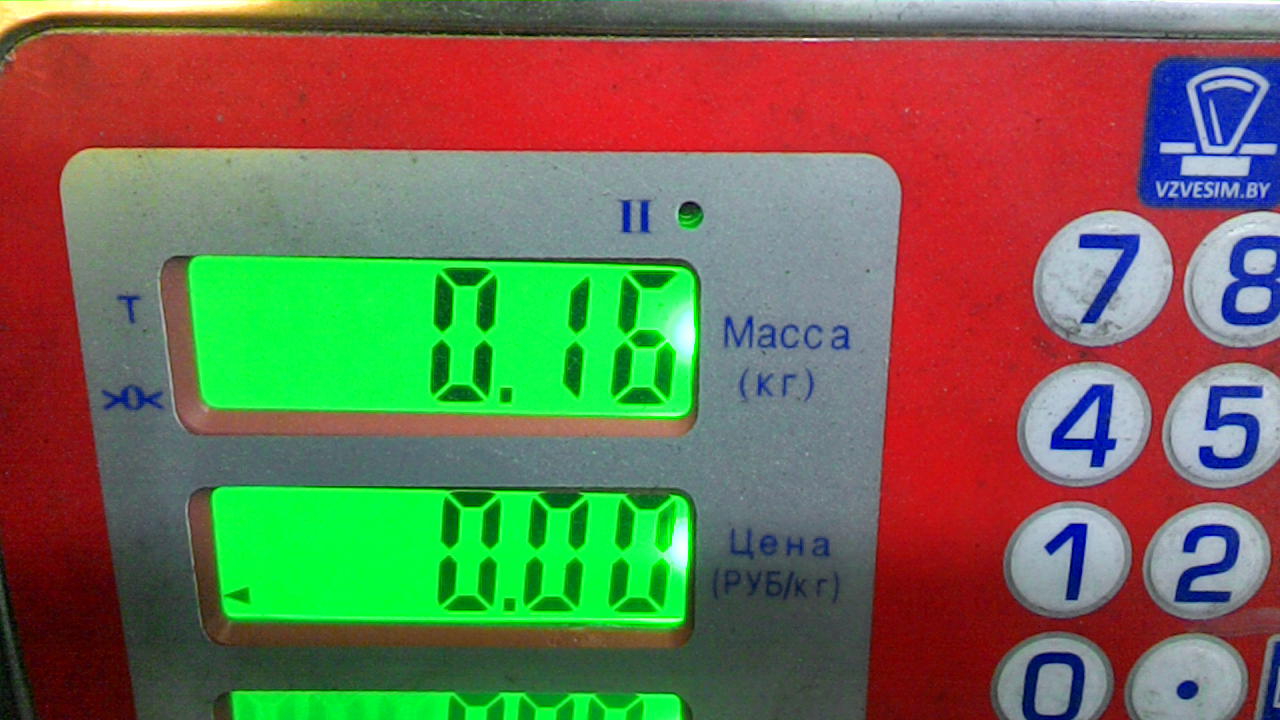 VZVESIM.BY
II
T
>0<
0.16
Масса
(кг)
7 8
4 5
0.00
Цена
(РУБ/кг)
1 2
0 .